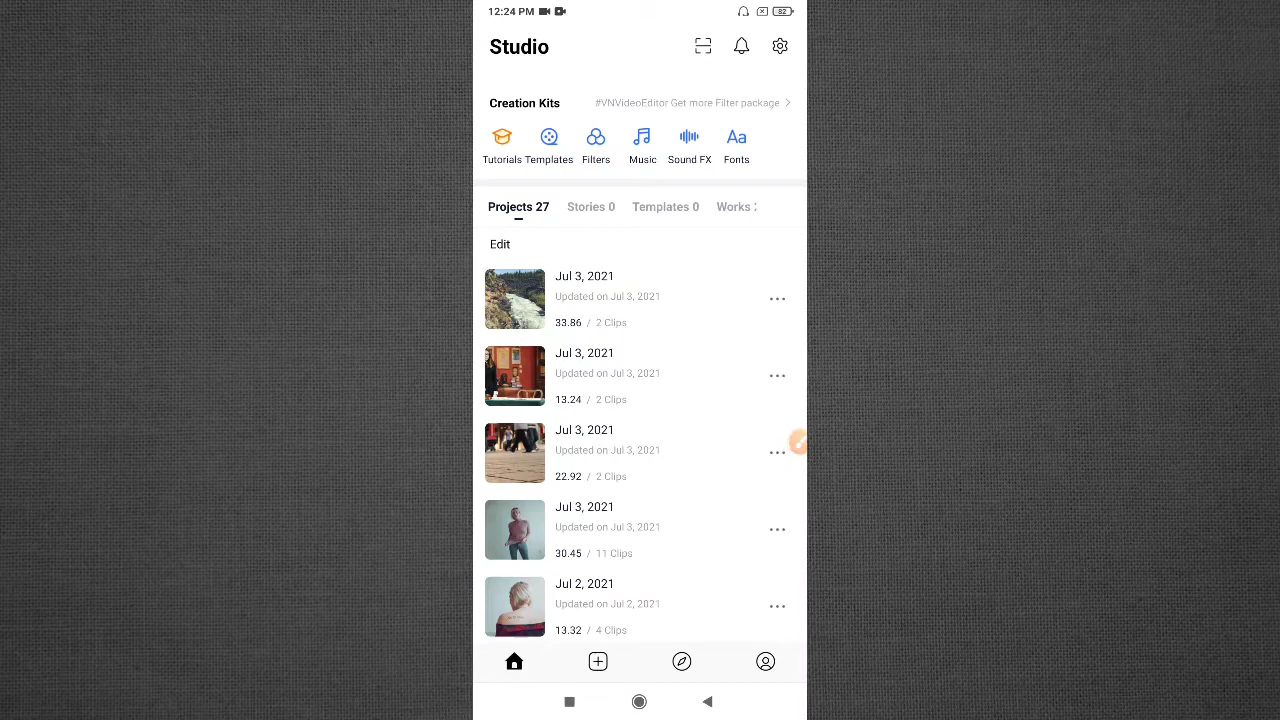 12:24 PM 82
Studio
Creation Kits #VNVideoEditor Get more Filter package
Aa
Tutorials Templates Filters Music Sound FX Fonts
Projects 27 Stories 0 Templates 0 Works
Edit
Jul 3, 2021
Updated on Jul 3, 2021
33.86 / 2 Clips
Jul 3, 2021
Updated on Jul 3, 2021
13.24 / 2 Clips
Jul 3, 2021
Updated on Jul 3, 2021
22.92 / 2 Clips
Jul 3, 2021
Updated on Jul 3, 2021
30.45 / 11 Clips
Jul 2, 2021
Updated on Jul 2, 2021
13.32 / 4 Clips